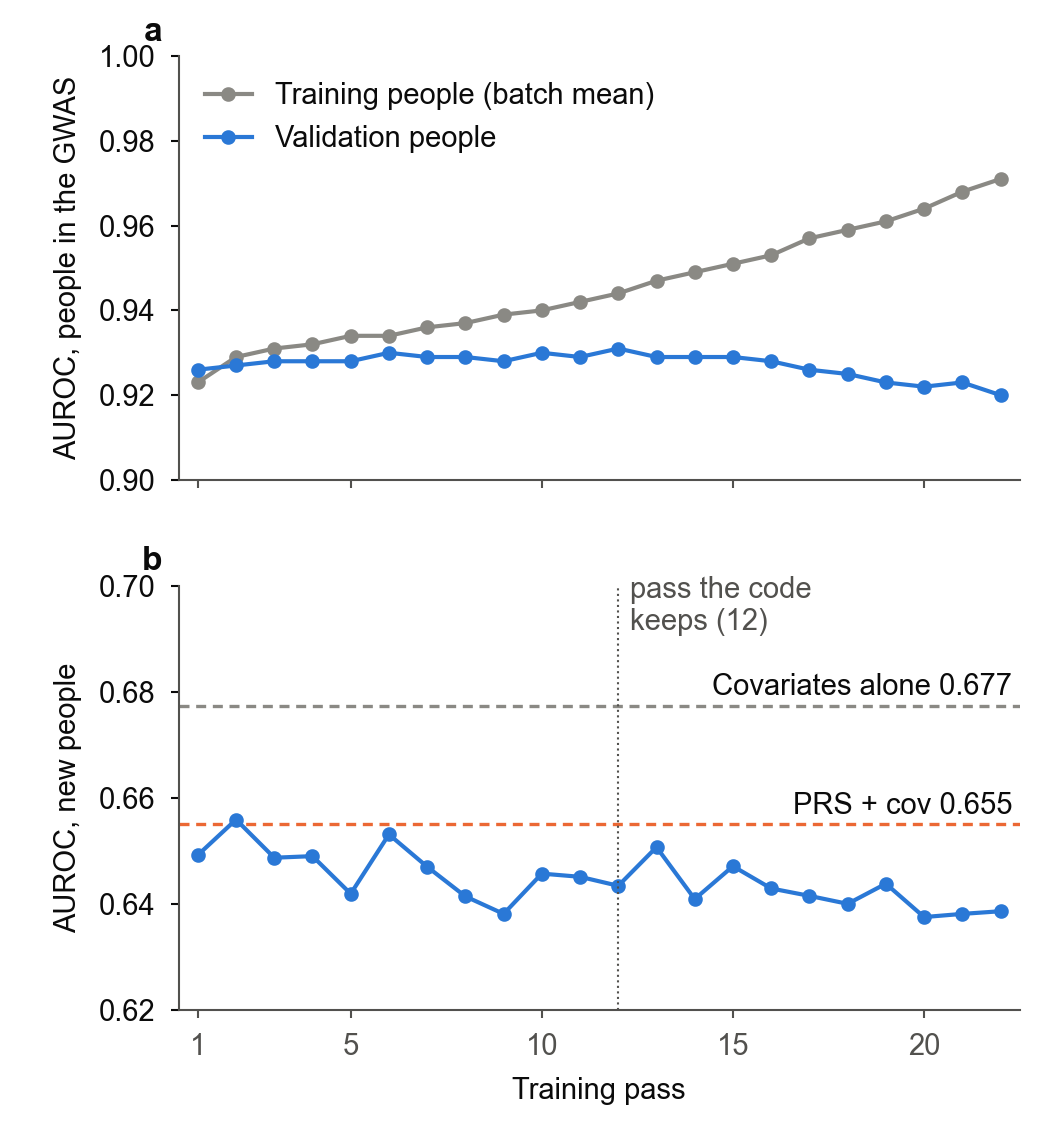 a
AUROC, people in the GWAS
1.00
0.98
0.96
0.94
0.92
0.90
Training people (batch mean)
Validation people
b
AUROC, new people
0.70
0.68
0.66
0.64
0.62
pass the code
keeps (12)
Covariates alone 0.677
PRS + cov 0.655
1
5
10
15
20
Training pass